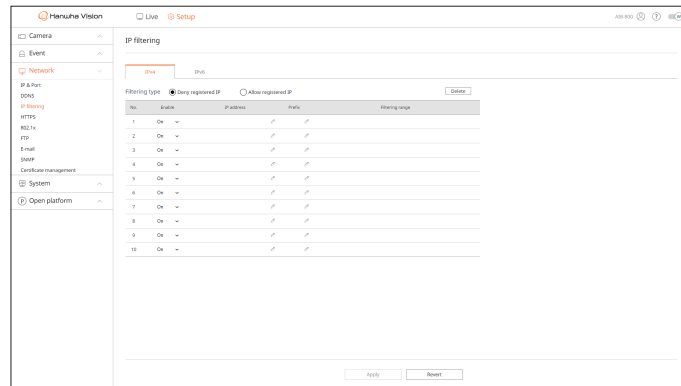 Hanwha Vision
Live
Setup
Camera
Event
Network
IP & Port
DDNS
IP filtering
HTTPS
802.1x
FTP
E-mail
SNMP
Certificate management
System
Open platform
IP filtering
IPv4 IPv6
Filtering type Deny registered IP Allow registered IP Delete
No. Enable IP address Prefix Filtering range
1 On
2 On
3 On
4 On
5 On
6 On
7 On
8 On
9 On
10 On
Apply Revert